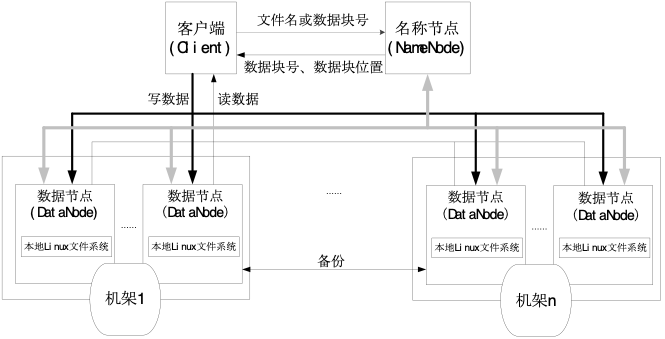 客户端
(Client)
文件名或数据块号
名称节点
(NameNode)
数据块号、数据块位置
写数据
读数据
数据节点
(DataNode)
......
本地Linux文件系统
数据节点
(DataNode)
本地Linux文件系统
......
数据节点
(DataNode)
......
本地Linux文件系统
数据节点
(DataNode)
本地Linux文件系统
备份
机架1
机架n